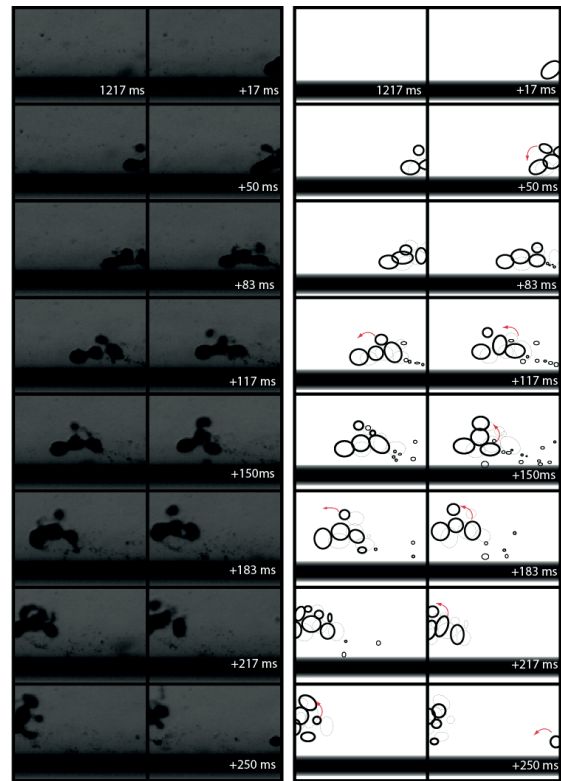 1217 ms +17 ms 1217 ms +17 ms
+50 ms +50 ms
+83 ms +83 ms
+117 ms +117 ms
+150ms +150ms
+183 ms +183 ms
+217 ms +217 ms
+250 ms +250 ms